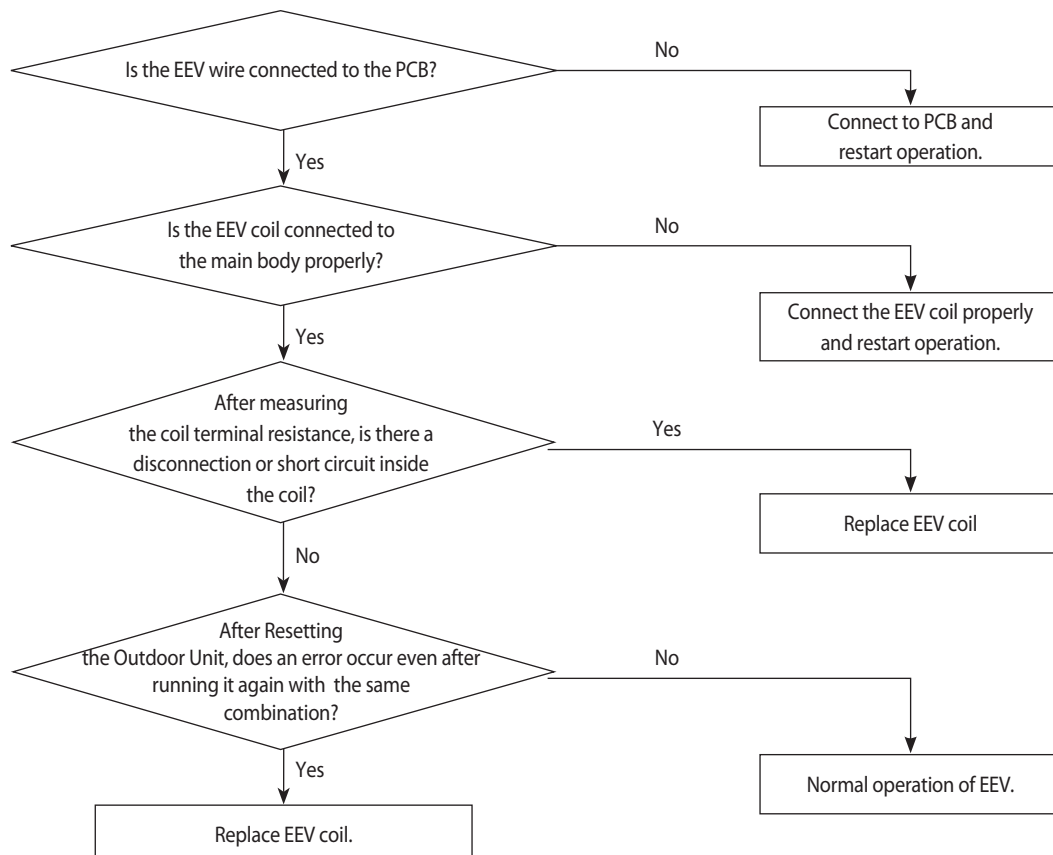 Is the EEV wire connected to the PCB?
No
Connect to PCB and
restart operation.
Yes
Is the EEV coil connected to
the main body properly?
No
Connect the EEV coil properly
and restart operation.
Yes
After measuring
the coil terminal resistance, is there a
disconnection or short circuit inside
the coil?
Yes
Replace EEV coil
No
After Resetting
the Outdoor Unit, does an error occur even after
running it again with the same
combination?
No
Normal operation of EEV.
Yes
Replace EEV coil.